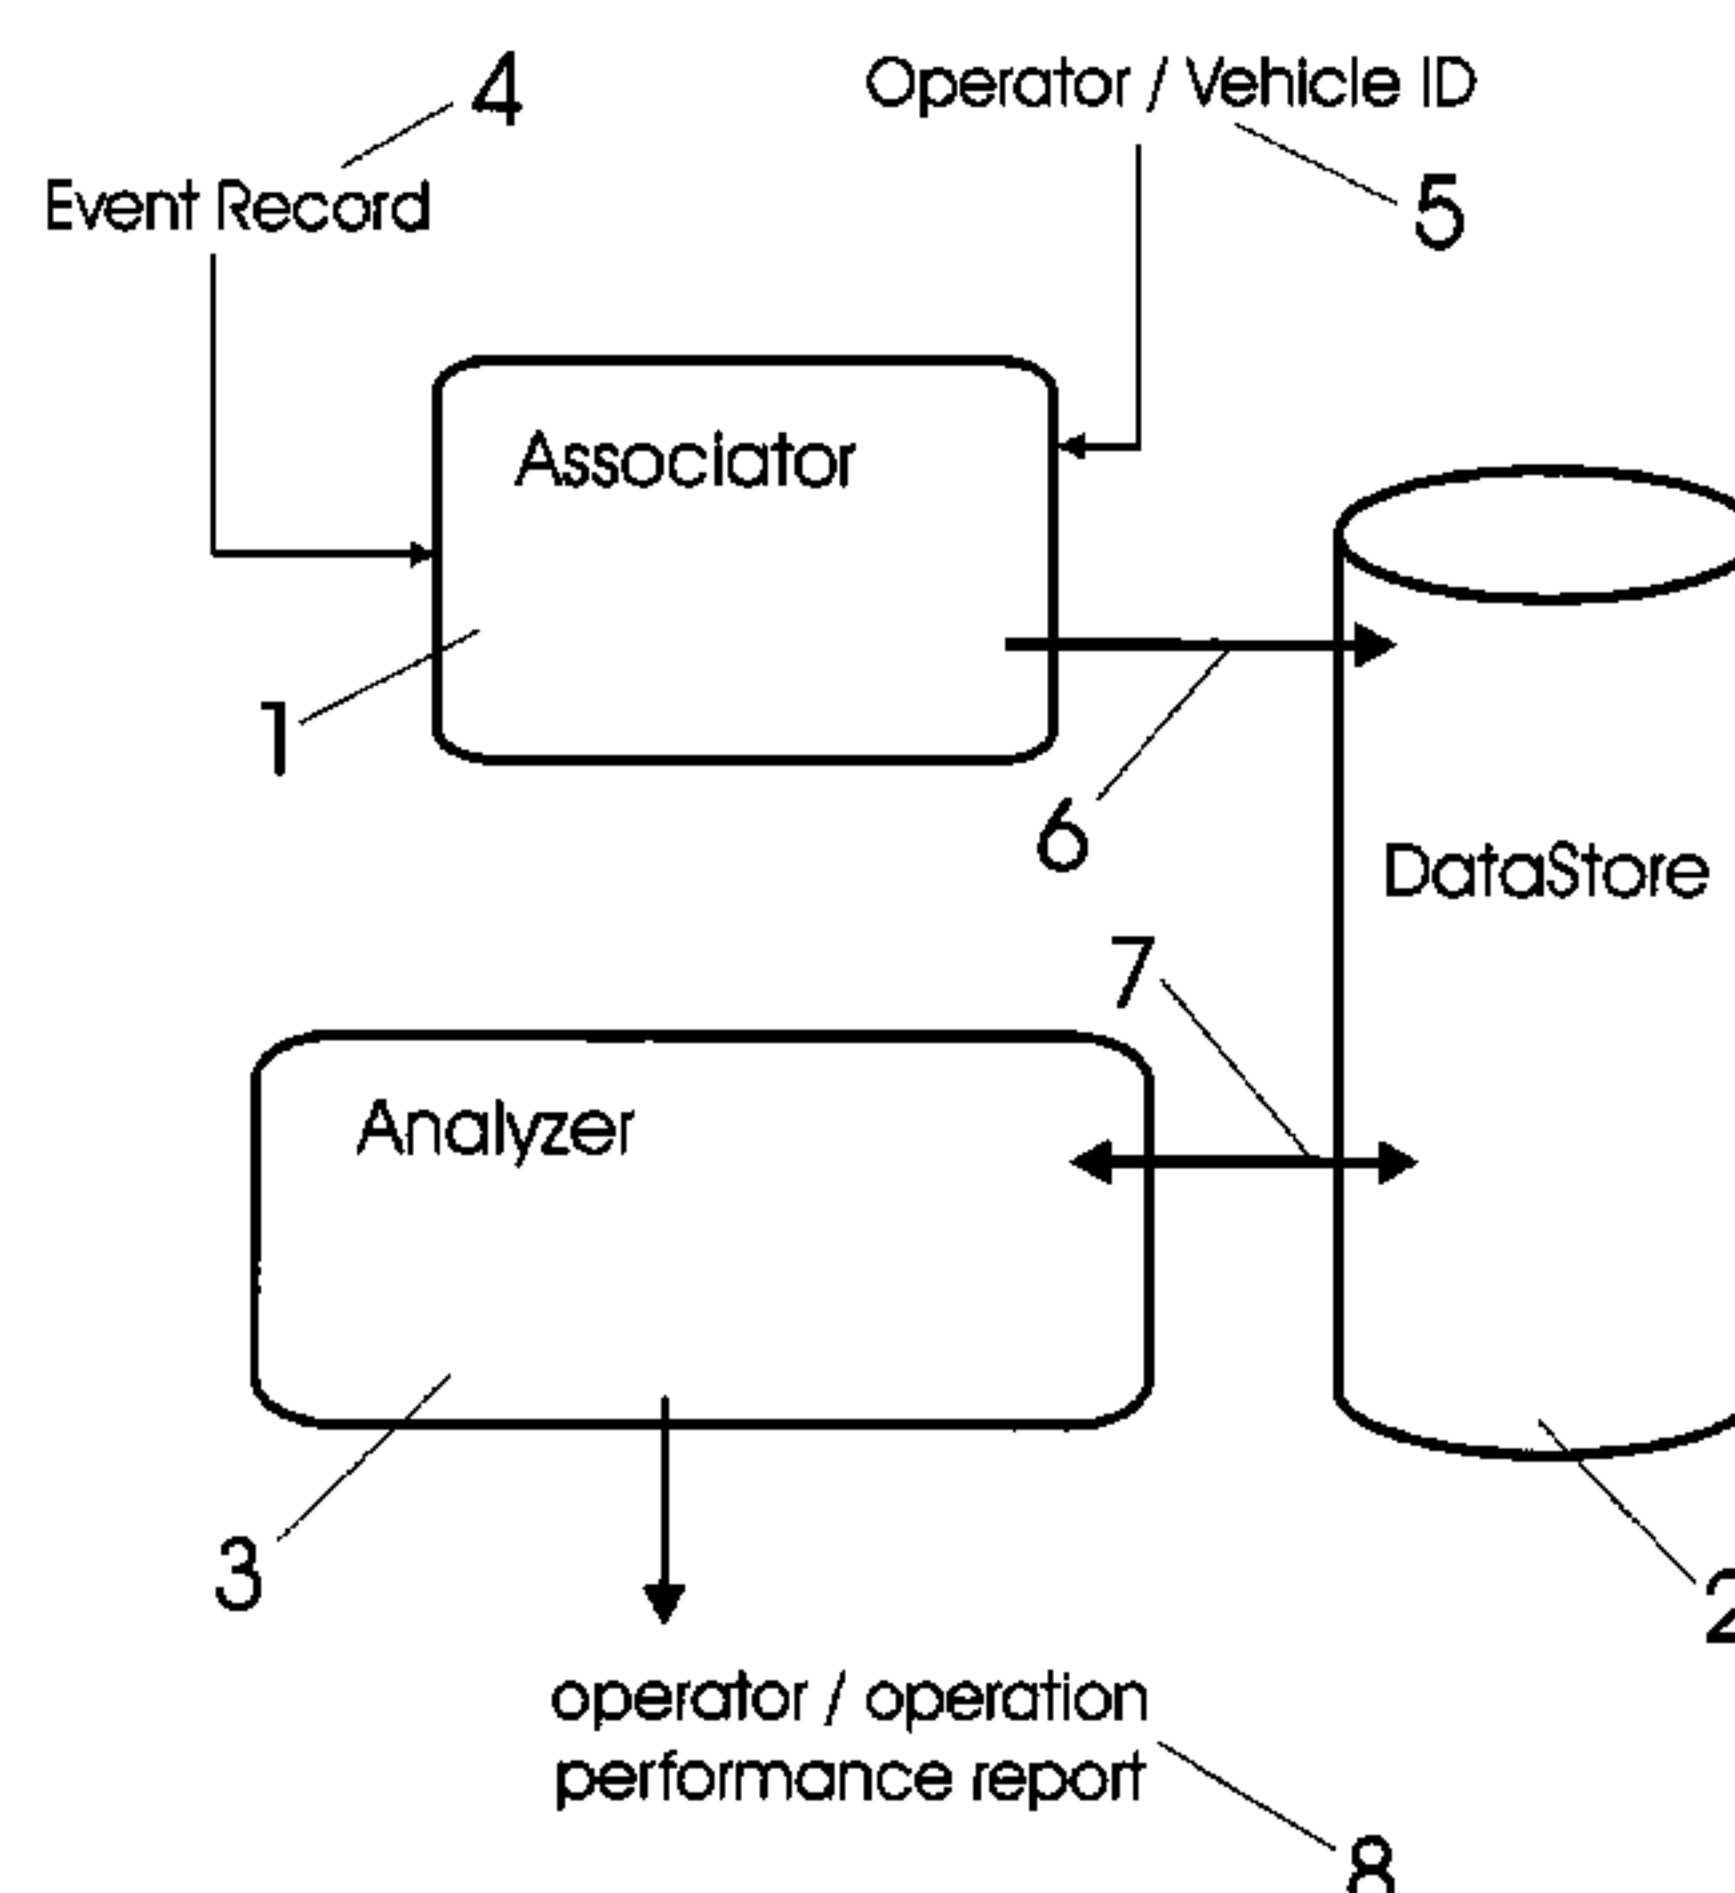 4
Operator / Vehicle ID
Event Record
5
Associator
1
6
DataStore
7
Analyzer
3
2
operator / operation
performance report
8